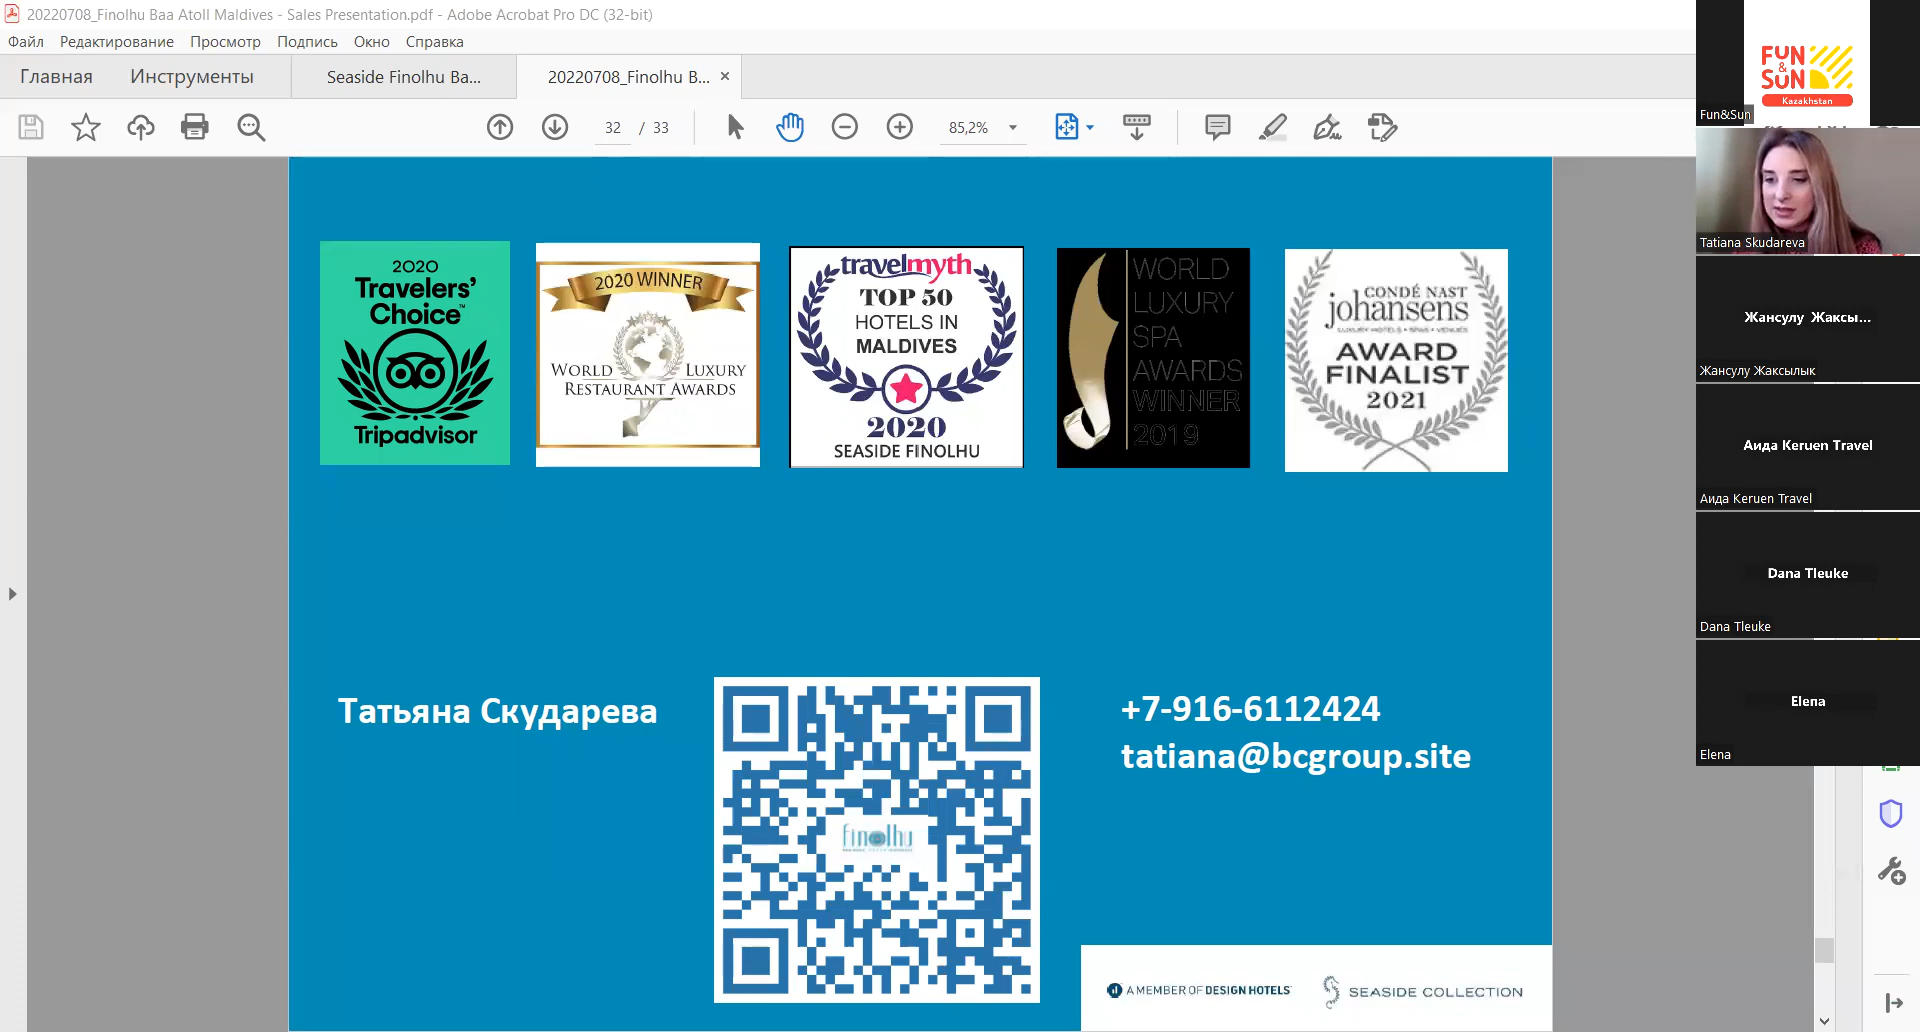 20220708_Finolhu Baa Atoll Maldives - Sales Presentation.pdf - Adobe Acrobat Pro DC (32-bit)
Файл Редактирование Просмотр Подпись Окно Справка
Главная Инструменты Seaside Finolhu Ba... 20220708_Finolhu B... ×
32 / 33 85,2%
2020
Travelers’
Choice™
Tripadvisor
2020 WINNER
WORLD LUXURY
RESTAURANT AWARDS
travelmyth
TOP 50
HOTELS IN
MALDIVES
2020
SEASIDE FINOLHU
WORLD
LUXURY
SPA
AWARDS
WINNER
2019
CONDÉ NAST
johansens
LUXURY HOTELS • SPAS • VENUES
AWARD
FINALIST
2021
Татьяна Скударева
finolhu
+7-916-6112424
tatiana@bcgroup.site
A MEMBER OF DESIGN HOTELS
SEASIDE COLLECTION
FUN
&
SUN
Kazakhstan
Fun&Sun
Tatiana Skudareva
Жансулу Жаксы...
Жансулу Жаксылык
Аида Keruen Travel
Аида Keruen Travel
Dana Tleuke
Dana Tleuke
Elena
Elena